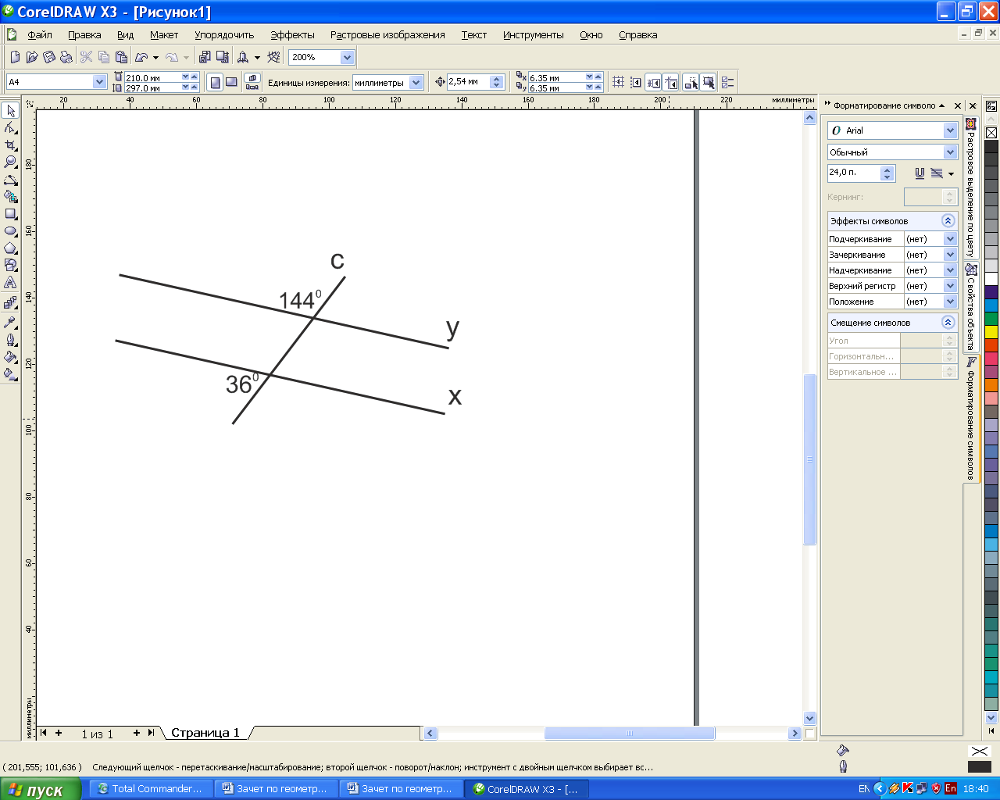 CorelDRAW X3 - [Рисунок1]
Файл Правка Вид Макет Упорядочить Эффекты Растровые изображения Текст Инструменты Окно Справка
200%
A4 210.0 мм 297.0 мм Единицы измерения: миллиметры 2,54 мм 6.35 мм 6.35 мм
20 40 60 80 100 120 140 160 180 200 220 миллиметры
180
160
140
120
100
80
60
40
миллиметры
c
144⁰
y
36⁰
x
Форматирование символо
Arial
Обычный
24,0 п.
Кернинг:
Эффекты символов
Подчеркивание (нет)
Зачеркивание (нет)
Надчеркивание (нет)
Верхний регистр (нет)
Положение (нет)
Смещение символов
Угол
Горизонтальн...
Вертикальное ...
Растровое выделение по цвету
Свойства объекта
Форматирование символов
1 из 1 Страница 1
( 201,555; 101,636 ) Следующий щелчок - перетаскивание/масштабирование; второй щелчок - поворот/наклон; инструмент с двойным щелчком выбирает вс...
пуск Total Commander... Зачет по геометр... Зачет по геометр... CorelDRAW X3 - [... EN En 18:40